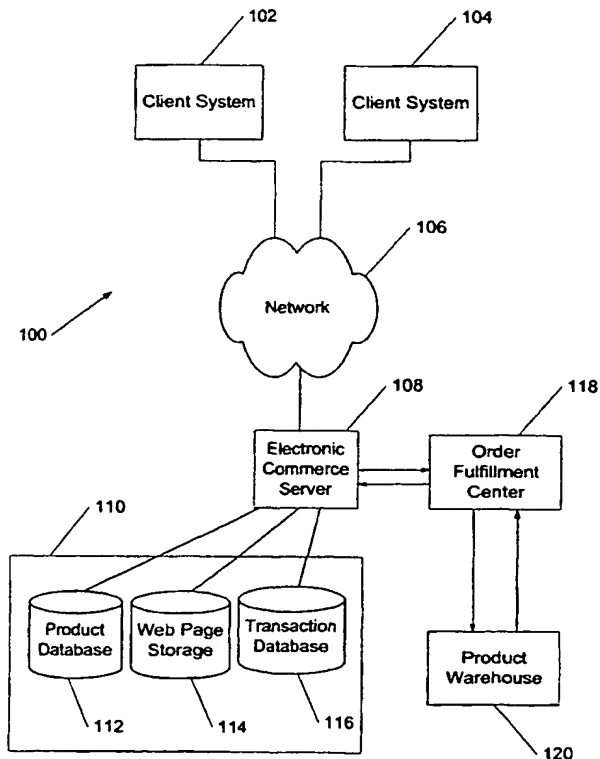 102
104
Client System
Client System
106
Network
100
108
118
Electronic
Commerce
Server
Order
Fulfillment
Center
110
Product
Database
Web Page
Storage
Transaction
Database
Product
Warehouse
112
114
116
120